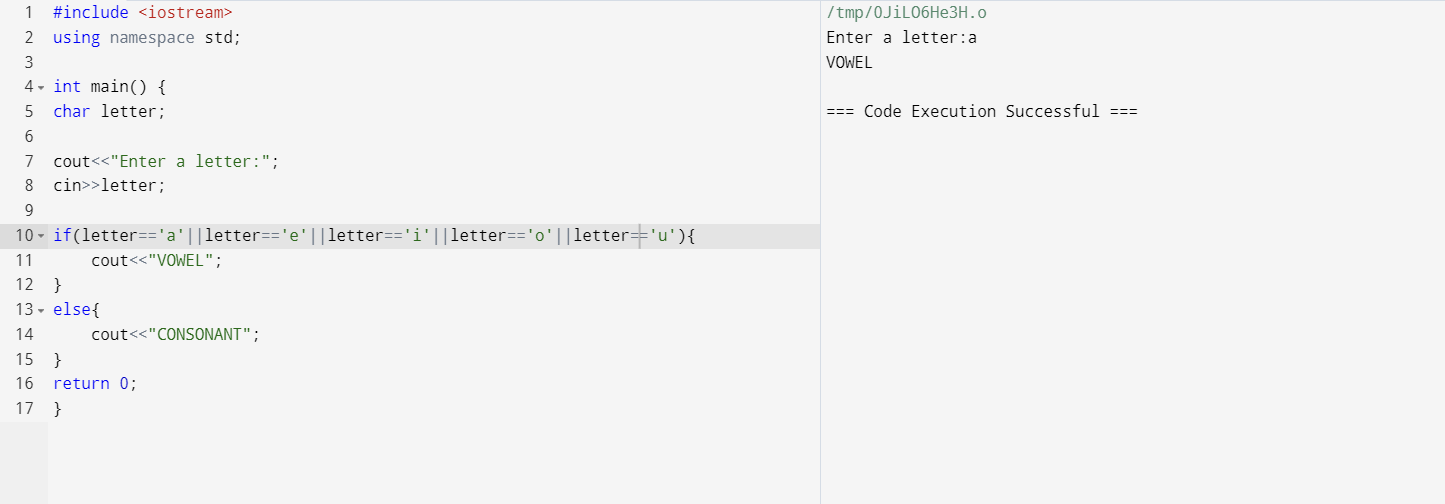 1 #include <iostream>
2 using namespace std;
3
4 int main() {
5 char letter;
6
7 cout<<"Enter a letter:";
8 cin>>letter;
9
10 if(letter=='a'||letter=='e'||letter=='i'||letter=='o'||letter=='u'){
11     cout<<"VOWEL";
12 }
13 else{
14     cout<<"CONSONANT";
15 }
16 return 0;
17 }
/tmp/0JiLO6He3H.o
Enter a letter:a
VOWEL
=== Code Execution Successful ===